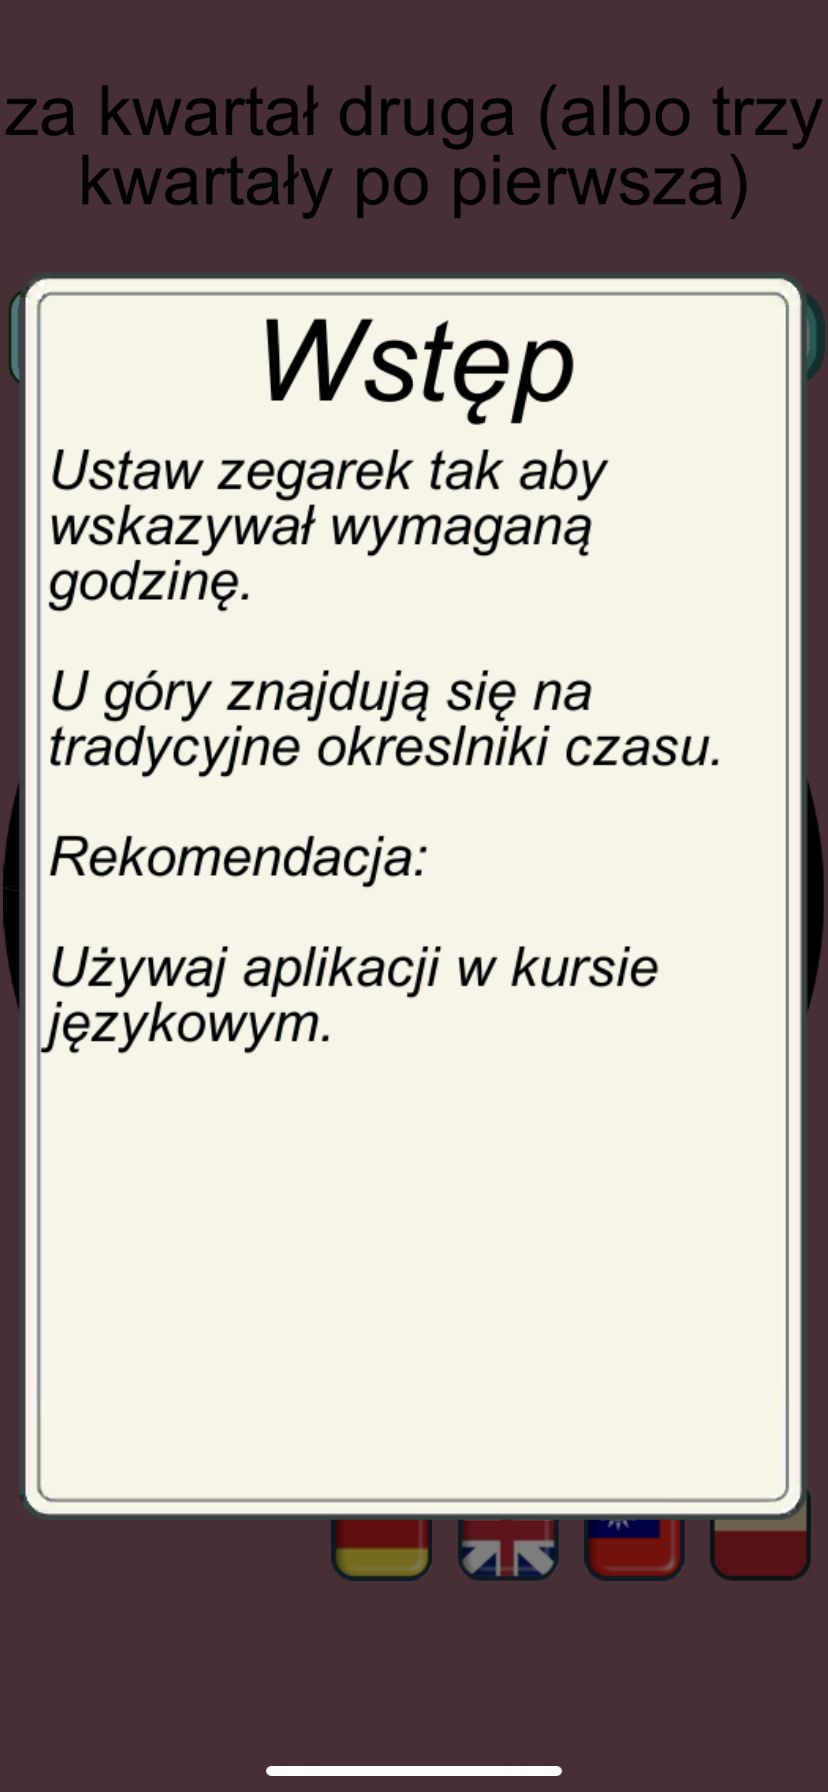 za kwartał druga (albo trzy
kwartały po pierwsza)
Wstęp
Ustaw zegarek tak aby
wskazywał wymaganą
godzinę.
U góry znajdują się na
tradycyjne okreslniki czasu.
Rekomendacja:
Używaj aplikacji w kursie
językowym.